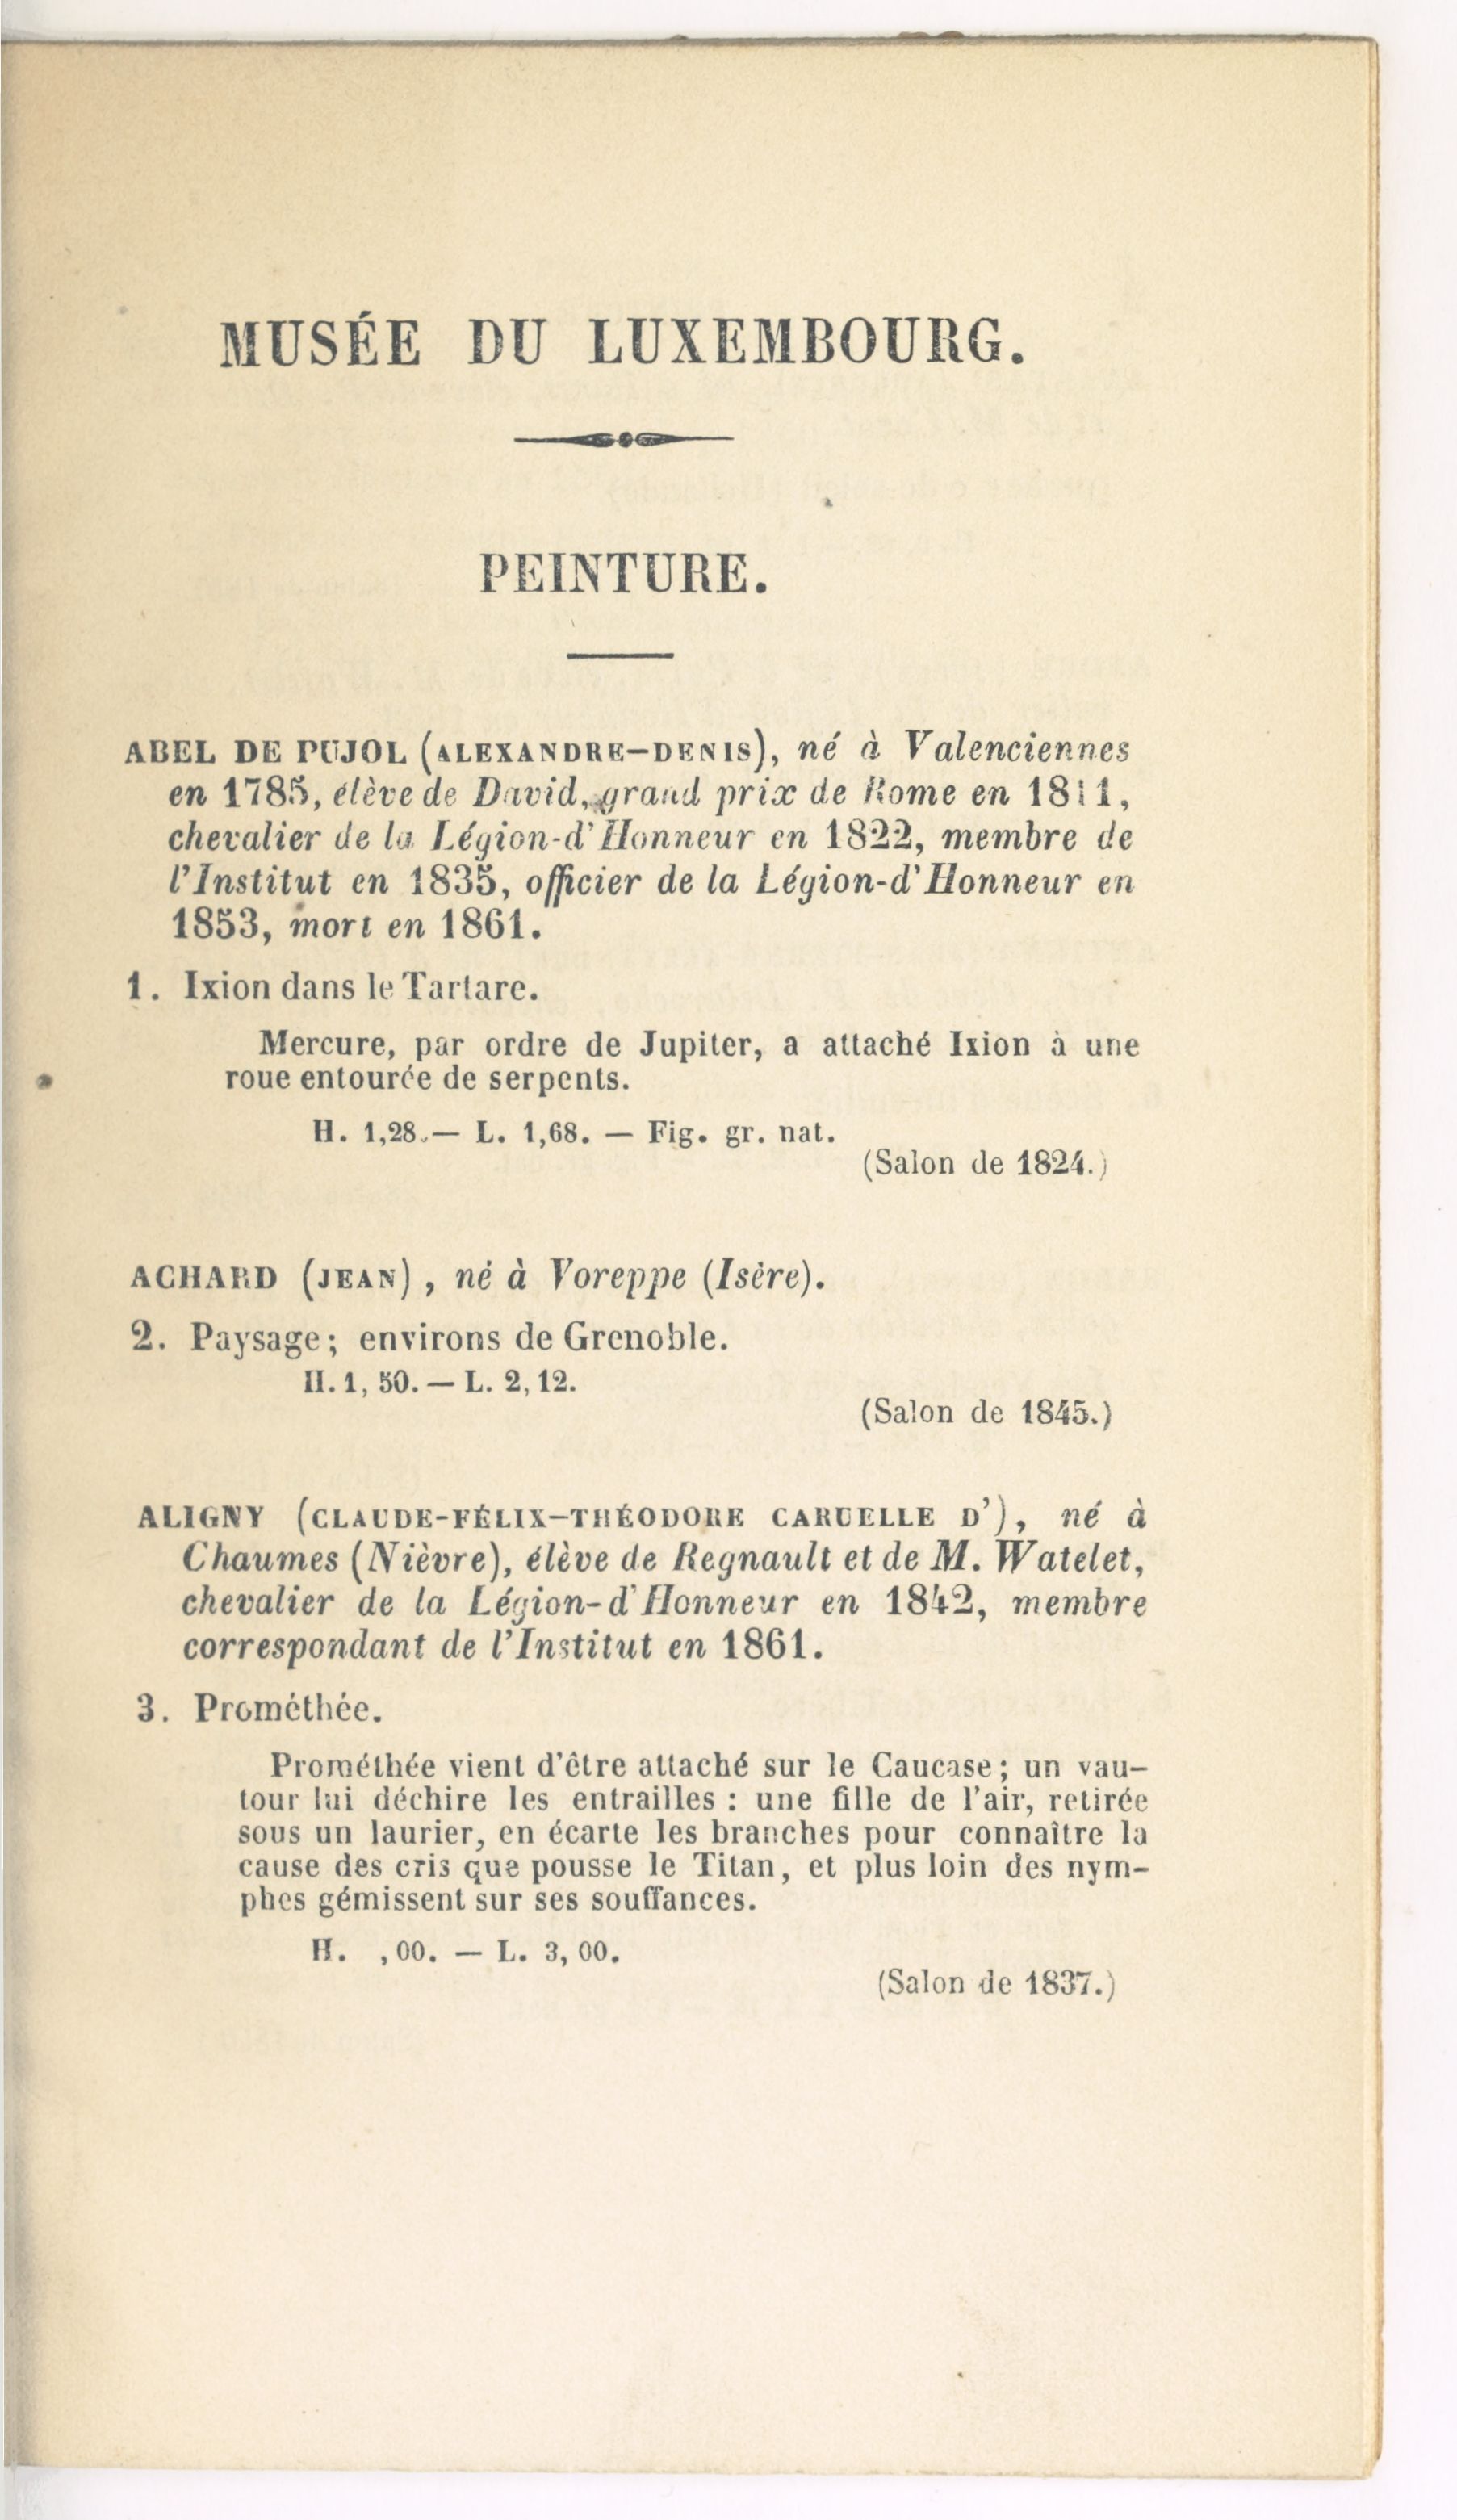 MUSÉE DU LUXEMBOURG.
PEINTURE.
ABEL DE PUJOL (ALEXANDRE-DENIS), né à Valenciennes
en 1785, élève de David, grand prix de Rome en 1811,
chevalier de la Légion-d'Honneur en 1822, membre de
l'Institut en 1835, officier de la Légion-d'Honneur en
1853, mort en 1861.
1. Ixion dans le Tartare.
Mercure, par ordre de Jupiter, a attaché Ixion à une
roue entourée de serpents.
H. 1,28. — L. 1,68. — Fig. gr. nat.
(Salon de 1824.)
ACHARD (JEAN), né à Voreppe (Isère).
2. Paysage; environs de Grenoble.
H. 1, 50. — L. 2, 12.
(Salon de 1845.)
ALIGNY (CLAUDE-FÉLIX-THÉODORE CARUELLE D'), né à
Chaumes (Nièvre), élève de Regnault et de M. Watelet,
chevalier de la Légion-d'Honneur en 1842, membre
correspondant de l'Institut en 1861.
3. Prométhée.
Prométhée vient d'être attaché sur le Caucase; un vau-
tour lui déchire les entrailles : une fille de l'air, retirée
sous un laurier, en écarte les branches pour connaître la
cause des cris que pousse le Titan, et plus loin des nym-
phes gémissent sur ses souffances.
H. ,00. — L. 3, 00.
(Salon de 1837.)